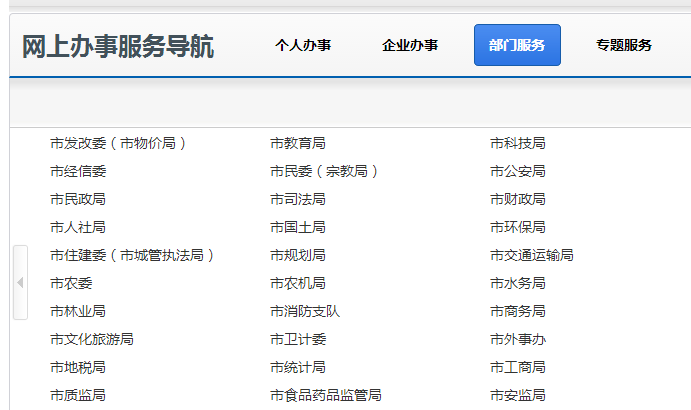 网上办事服务导航 个人办事 企业办事 部门服务 专题服务
市发改委（市物价局） 市教育局 市科技局
市经信委 市民委（宗教局） 市公安局
市民政局 市司法局 市财政局
市人社局 市国土局 市环保局
市住建委（市城管执法局） 市规划局 市交通运输局
市农委 市农机局 市水务局
市林业局 市消防支队 市商务局
市文化旅游局 市卫计委 市外事办
市地税局 市统计局 市工商局
市质监局 市食品药品监管局 市安监局